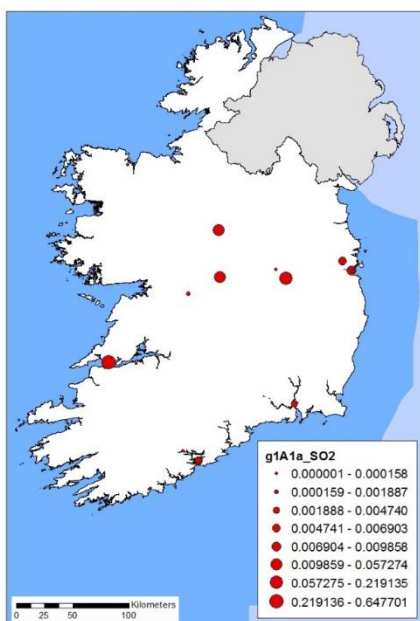 g1A1a_SO2
0.000001 - 0.000158
0.000159 - 0.001887
0.001888 - 0.004740
0.004741 - 0.006903
0.006904 - 0.009858
0.009859 - 0.057274
0.057275 - 0.219135
0.219136 - 0.647701
Kilometers
0 25 50 100